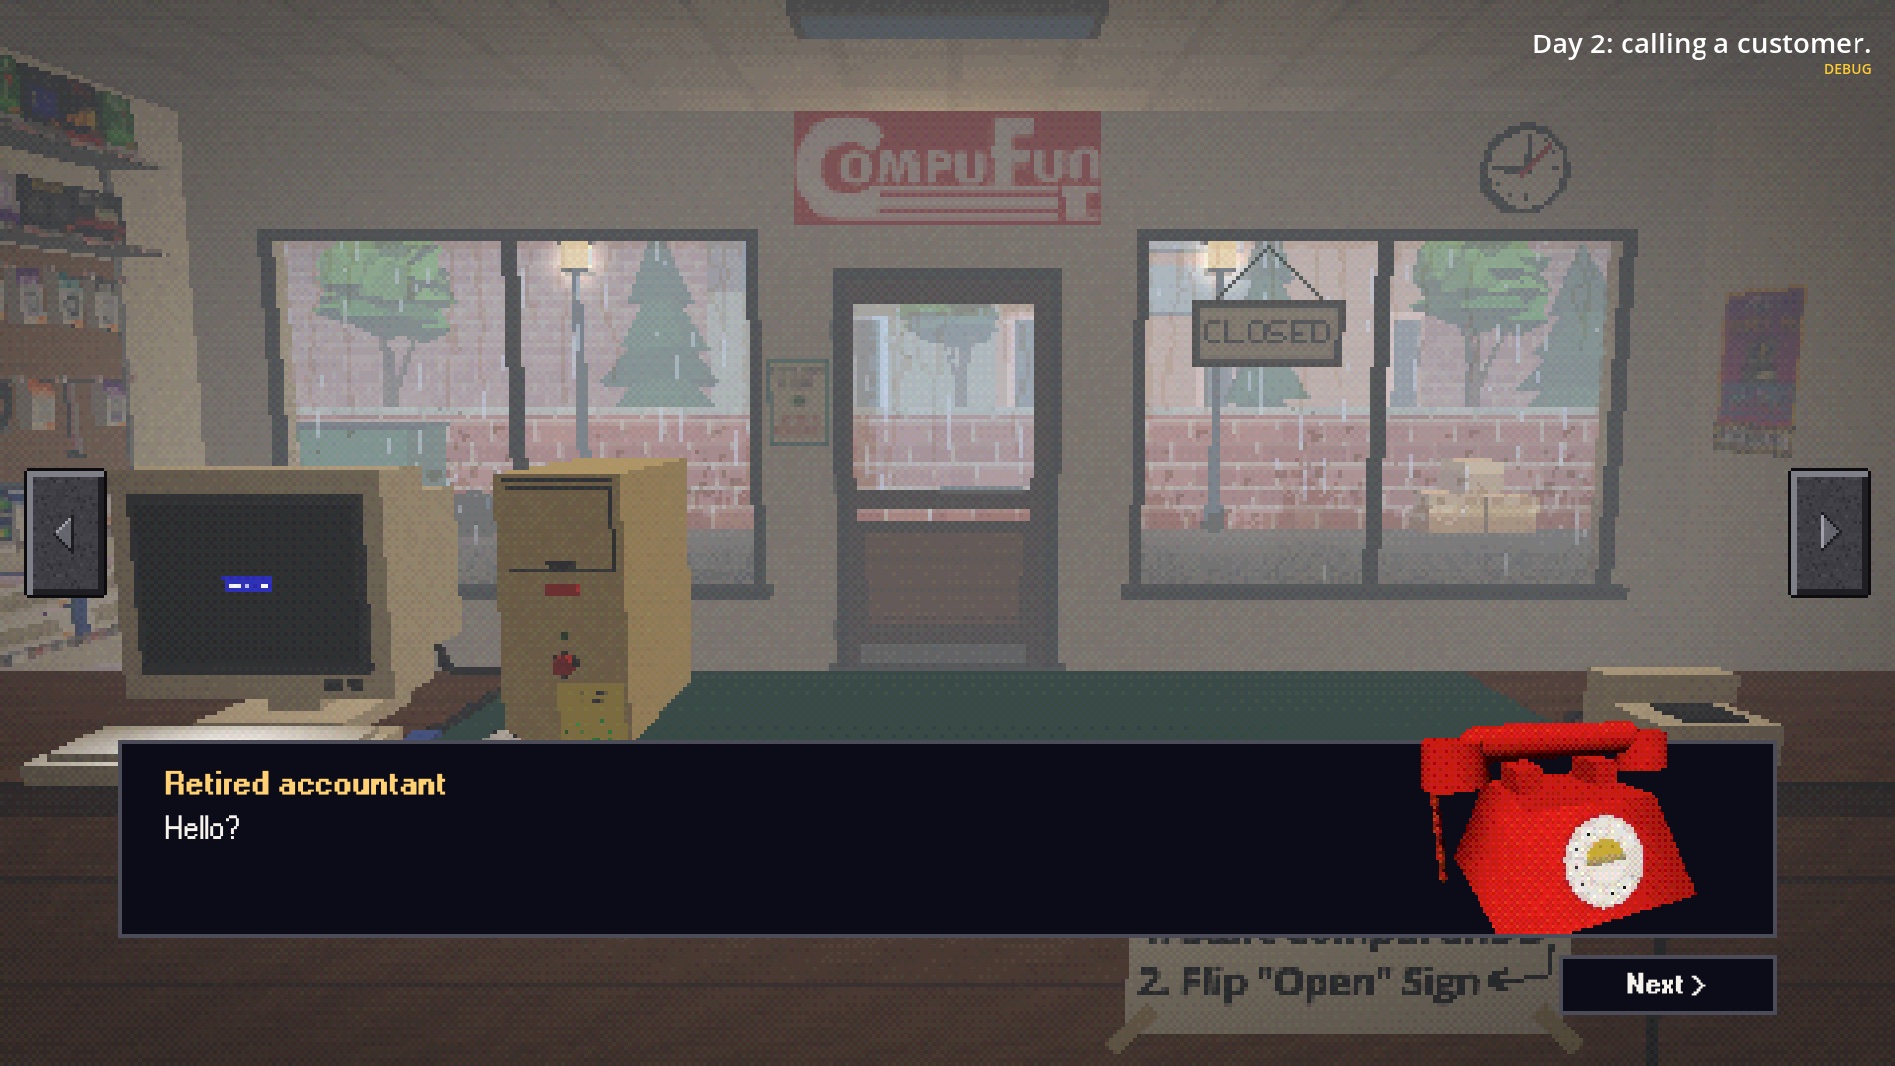 Day 2: calling a customer.
DEBUG
COMPUFUN
T
CLOSED
Retired accountant
Hello?
2. Flip "Open" Sign
Next >